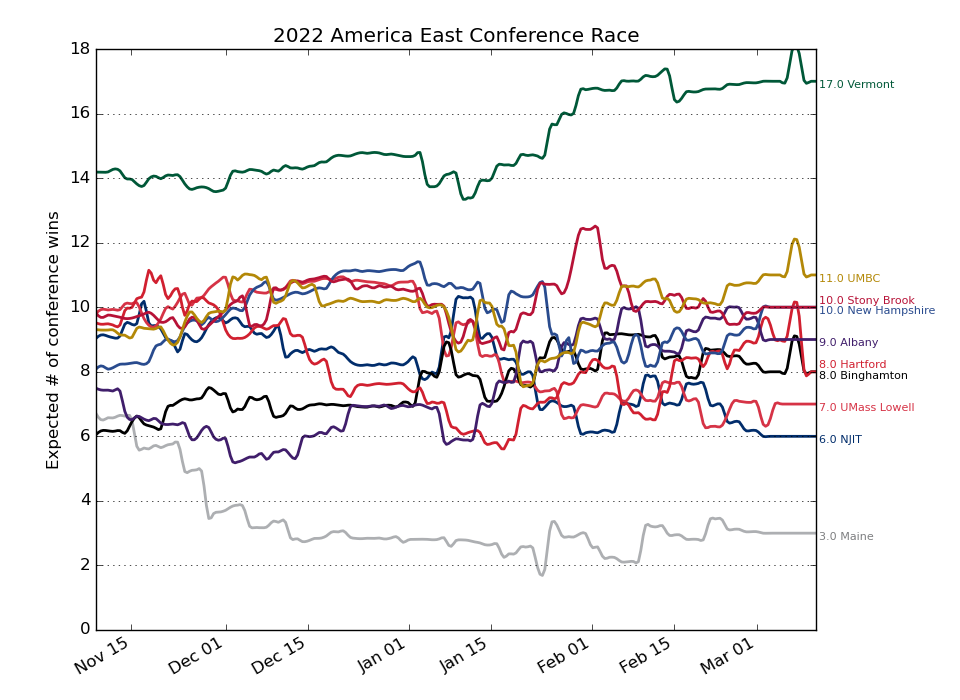 2022 America East Conference Race
Expected # of conference wins
18
16
14
12
10
8
6
4
2
0
Nov 15
Dec 01
Dec 15
Jan 01
Jan 15
Feb 01
Feb 15
Mar 01
17.0 Vermont
11.0 UMBC
10.0 Stony Brook
10.0 New Hampshire
9.0 Albany
8.0 Hartford
8.0 Binghamton
7.0 UMass Lowell
6.0 NJIT
3.0 Maine